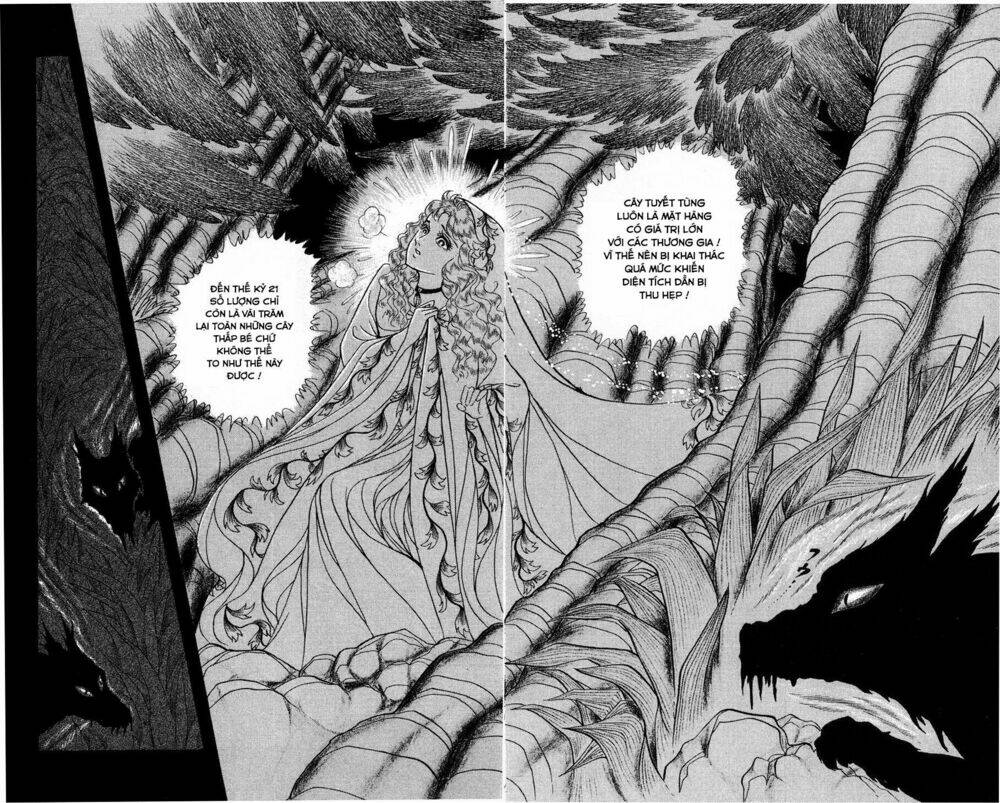 CÂY TUYẾT TÙNG
LUÔN LÀ MẶT HÀNG
CÓ GIÁ TRỊ LỚN
VỚI CÁC THƯƠNG GIA !
VÌ THẾ NÊN BỊ KHAI THÁC
QUÁ MỨC KHIẾN
DIỆN TÍCH DẦN BỊ
THU HẸP !
ĐẾN THẾ KỶ 21
SỐ LƯỢNG CHỈ
CÒN LÀ VÀI TRĂM
LẠI TOÀN NHỮNG CÂY
THẤP BÉ CHỨ
KHÔNG THỂ
TO NHƯ THẾ NÀY
ĐƯỢC !